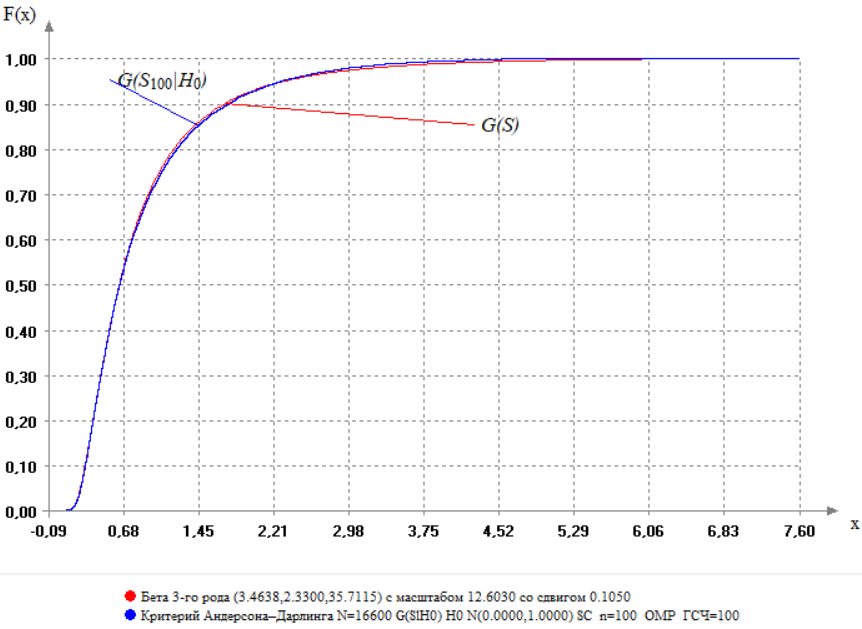 F(x)
1,00
G(S100|H0)
0,90
G(S)
0,80
0,70
0,60
0,50
0,40
0,30
0,20
0,10
0,00
-0,09 0,68 1,45 2,21 2,98 3,75 4,52 5,29 6,06 6,83 7,60
x
Бета 3-го рода (3.4638,2.3300,35.7115) с масштабом 12.6030 со сдвигом 0.1050
Критерий Андерсона–Дарлинга N=16600 G(S|H0) H0 N(0.0000,1.0000) SC n=100 ОМР ГСЧ=100